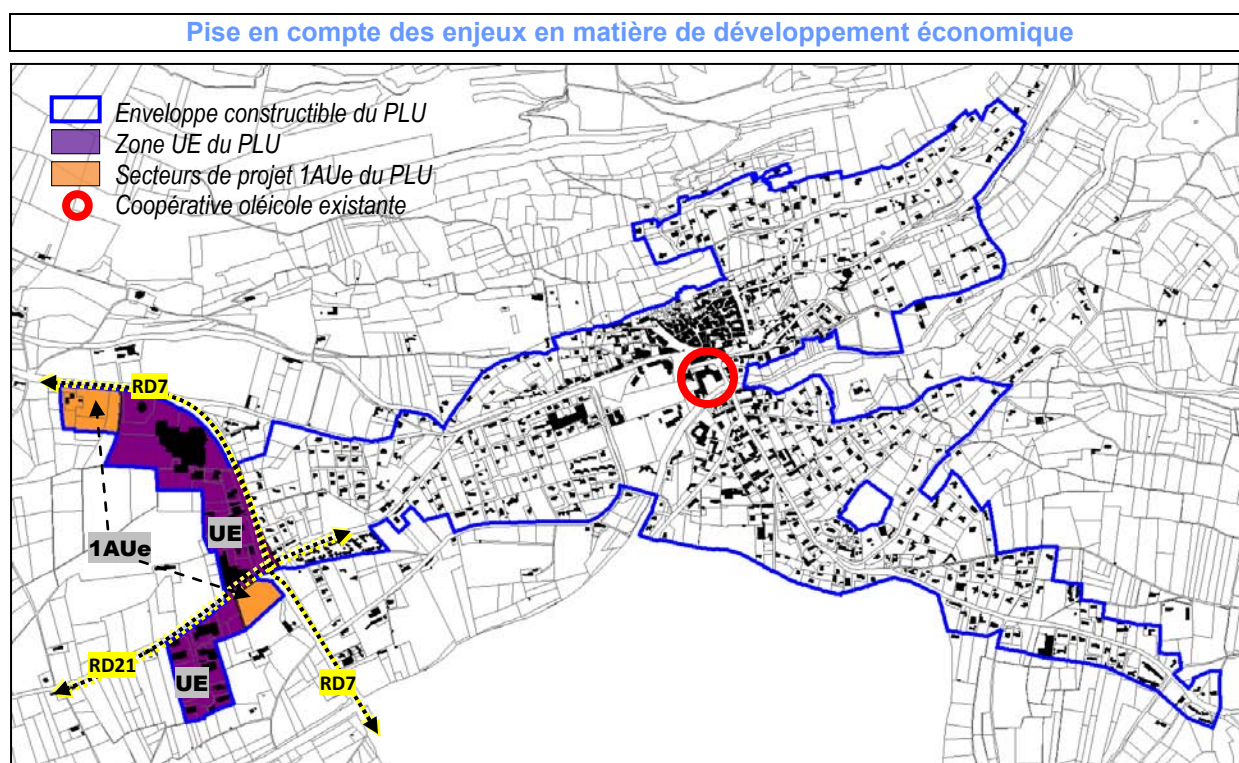 Pise en compte des enjeux en matière de développement économique
Enveloppe constructible du PLU
Zone UE du PLU
Secteurs de projet 1AUe du PLU
Coopérative oléicole existante
RD7
1AUe
UE
RD21
UE
RD7